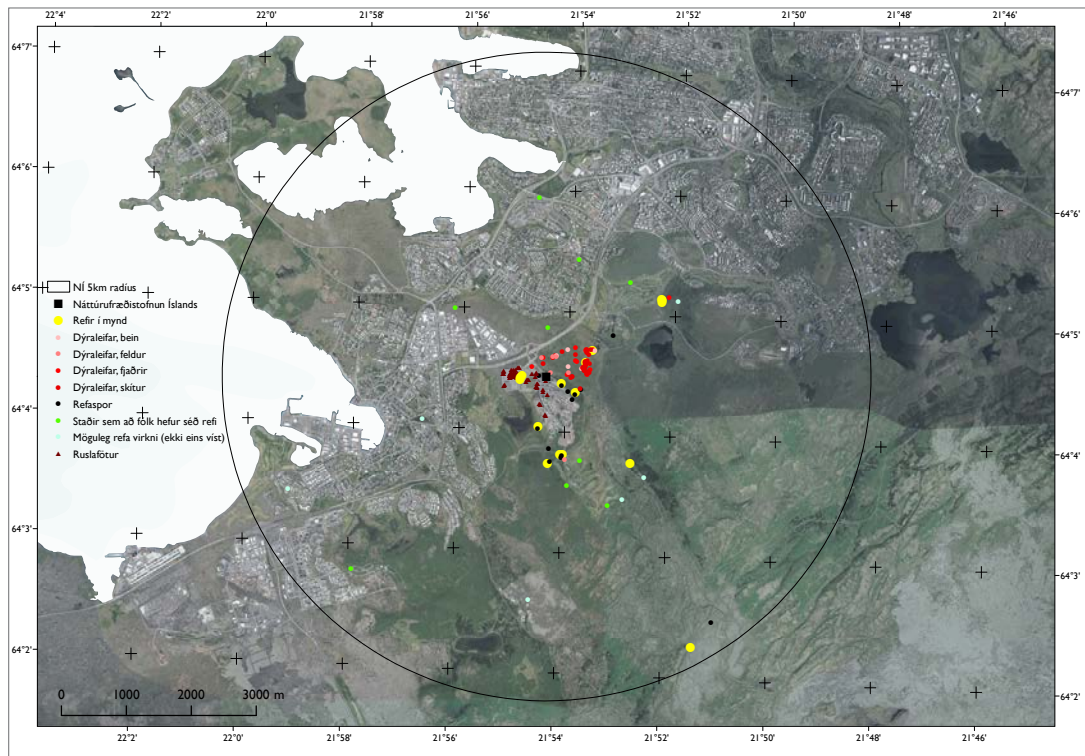 22°4' 22°1' 22°0' 21°58' 21°56' 21°54' 21°52' 21°50' 21°48' 21°46'
64°7'
64°7'
64°6'
64°6'
64°5'
64°5'
NÍ 5km radíus
Náttúrufræðistofnun Íslands
Refir í mynd
Dýraleifar, bein
Dýraleifar, feldur
Dýraleifar, fjaðrir
Dýraleifar, skítur
Refaspor
Staðir sem að fólk hefur séð refi
Möguleg refa virkni (ekki eins víst)
Ruslafötur
64°4'
64°4'
64°3'
64°3'
64°2'
64°2'
0 1000 2000 3000 m
22°2' 22°0' 21°58' 21°56' 21°54' 21°52' 21°50' 21°48' 21°46'